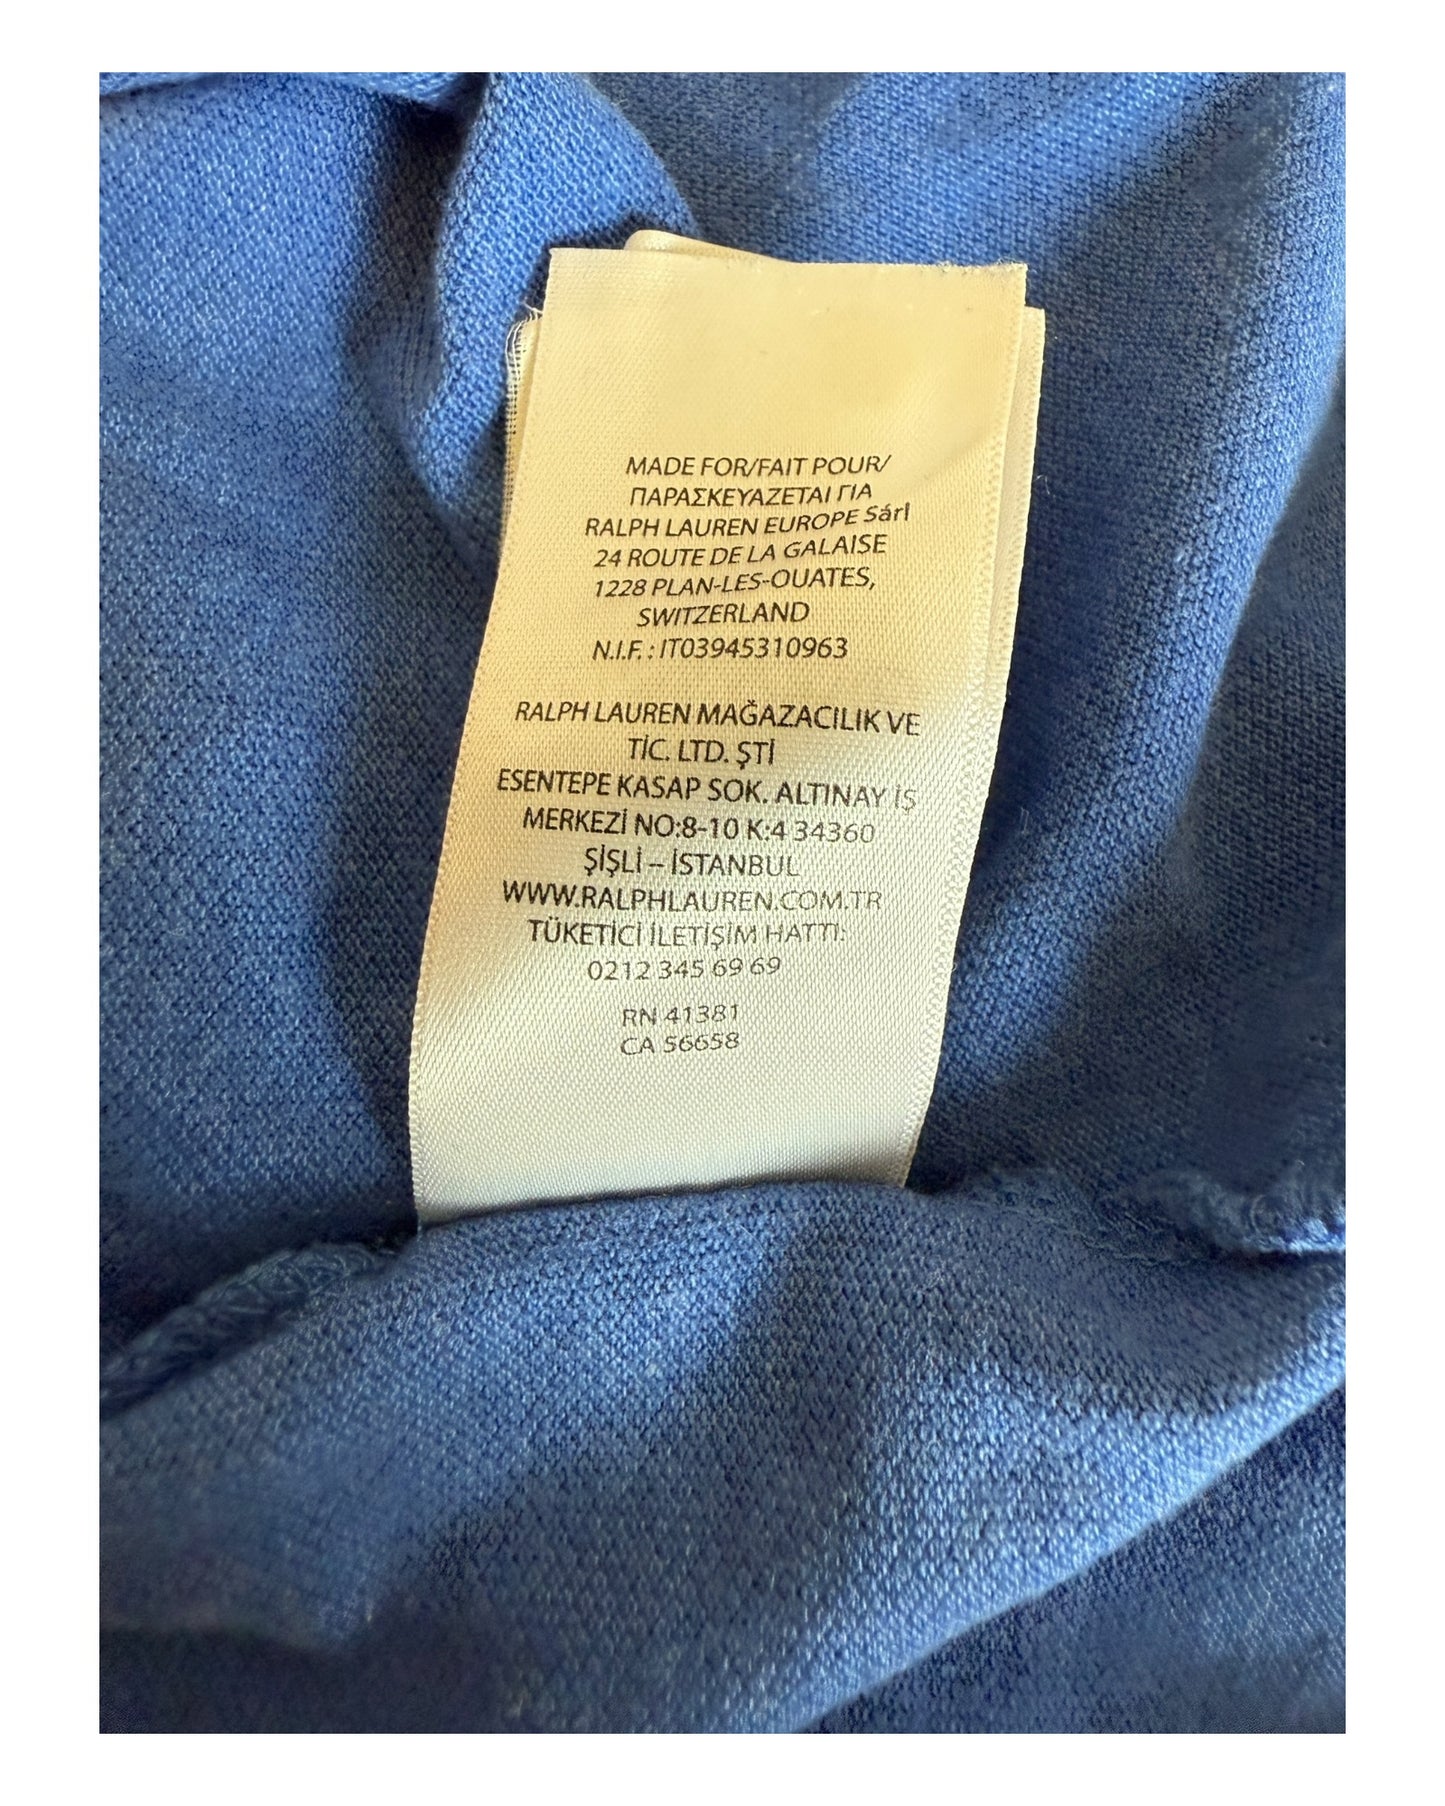 MADE FOR/FAIT POUR/
ΠΑΡΑΣΚΕΥΑΖΕΤΑΙ ΓΙΑ
RALPH LAUREN EUROPE Sárl
24 ROUTE DE LA GALAISE
1228 PLAN-LES-OUATES,
SWITZERLAND
N.I.F. : IT03945310963
RALPH LAUREN MAĞAZACILIK VE
TİC. LTD. ŞTİ
ESENTEPE KASAP SOK. ALTINAY İŞ
MERKEZİ NO:8-10 K:4 34360
ŞİŞLİ – İSTANBUL
WWW.RALPHLAUREN.COM.TR
TÜKETİCİ İLETİŞİM HATTI:
0212 345 69 69
RN 41381
CA 56658